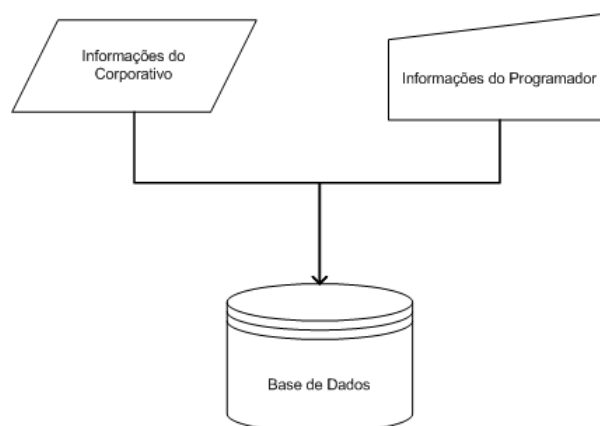 Informações do
Corporativo
Informações do Programador
Base de Dados